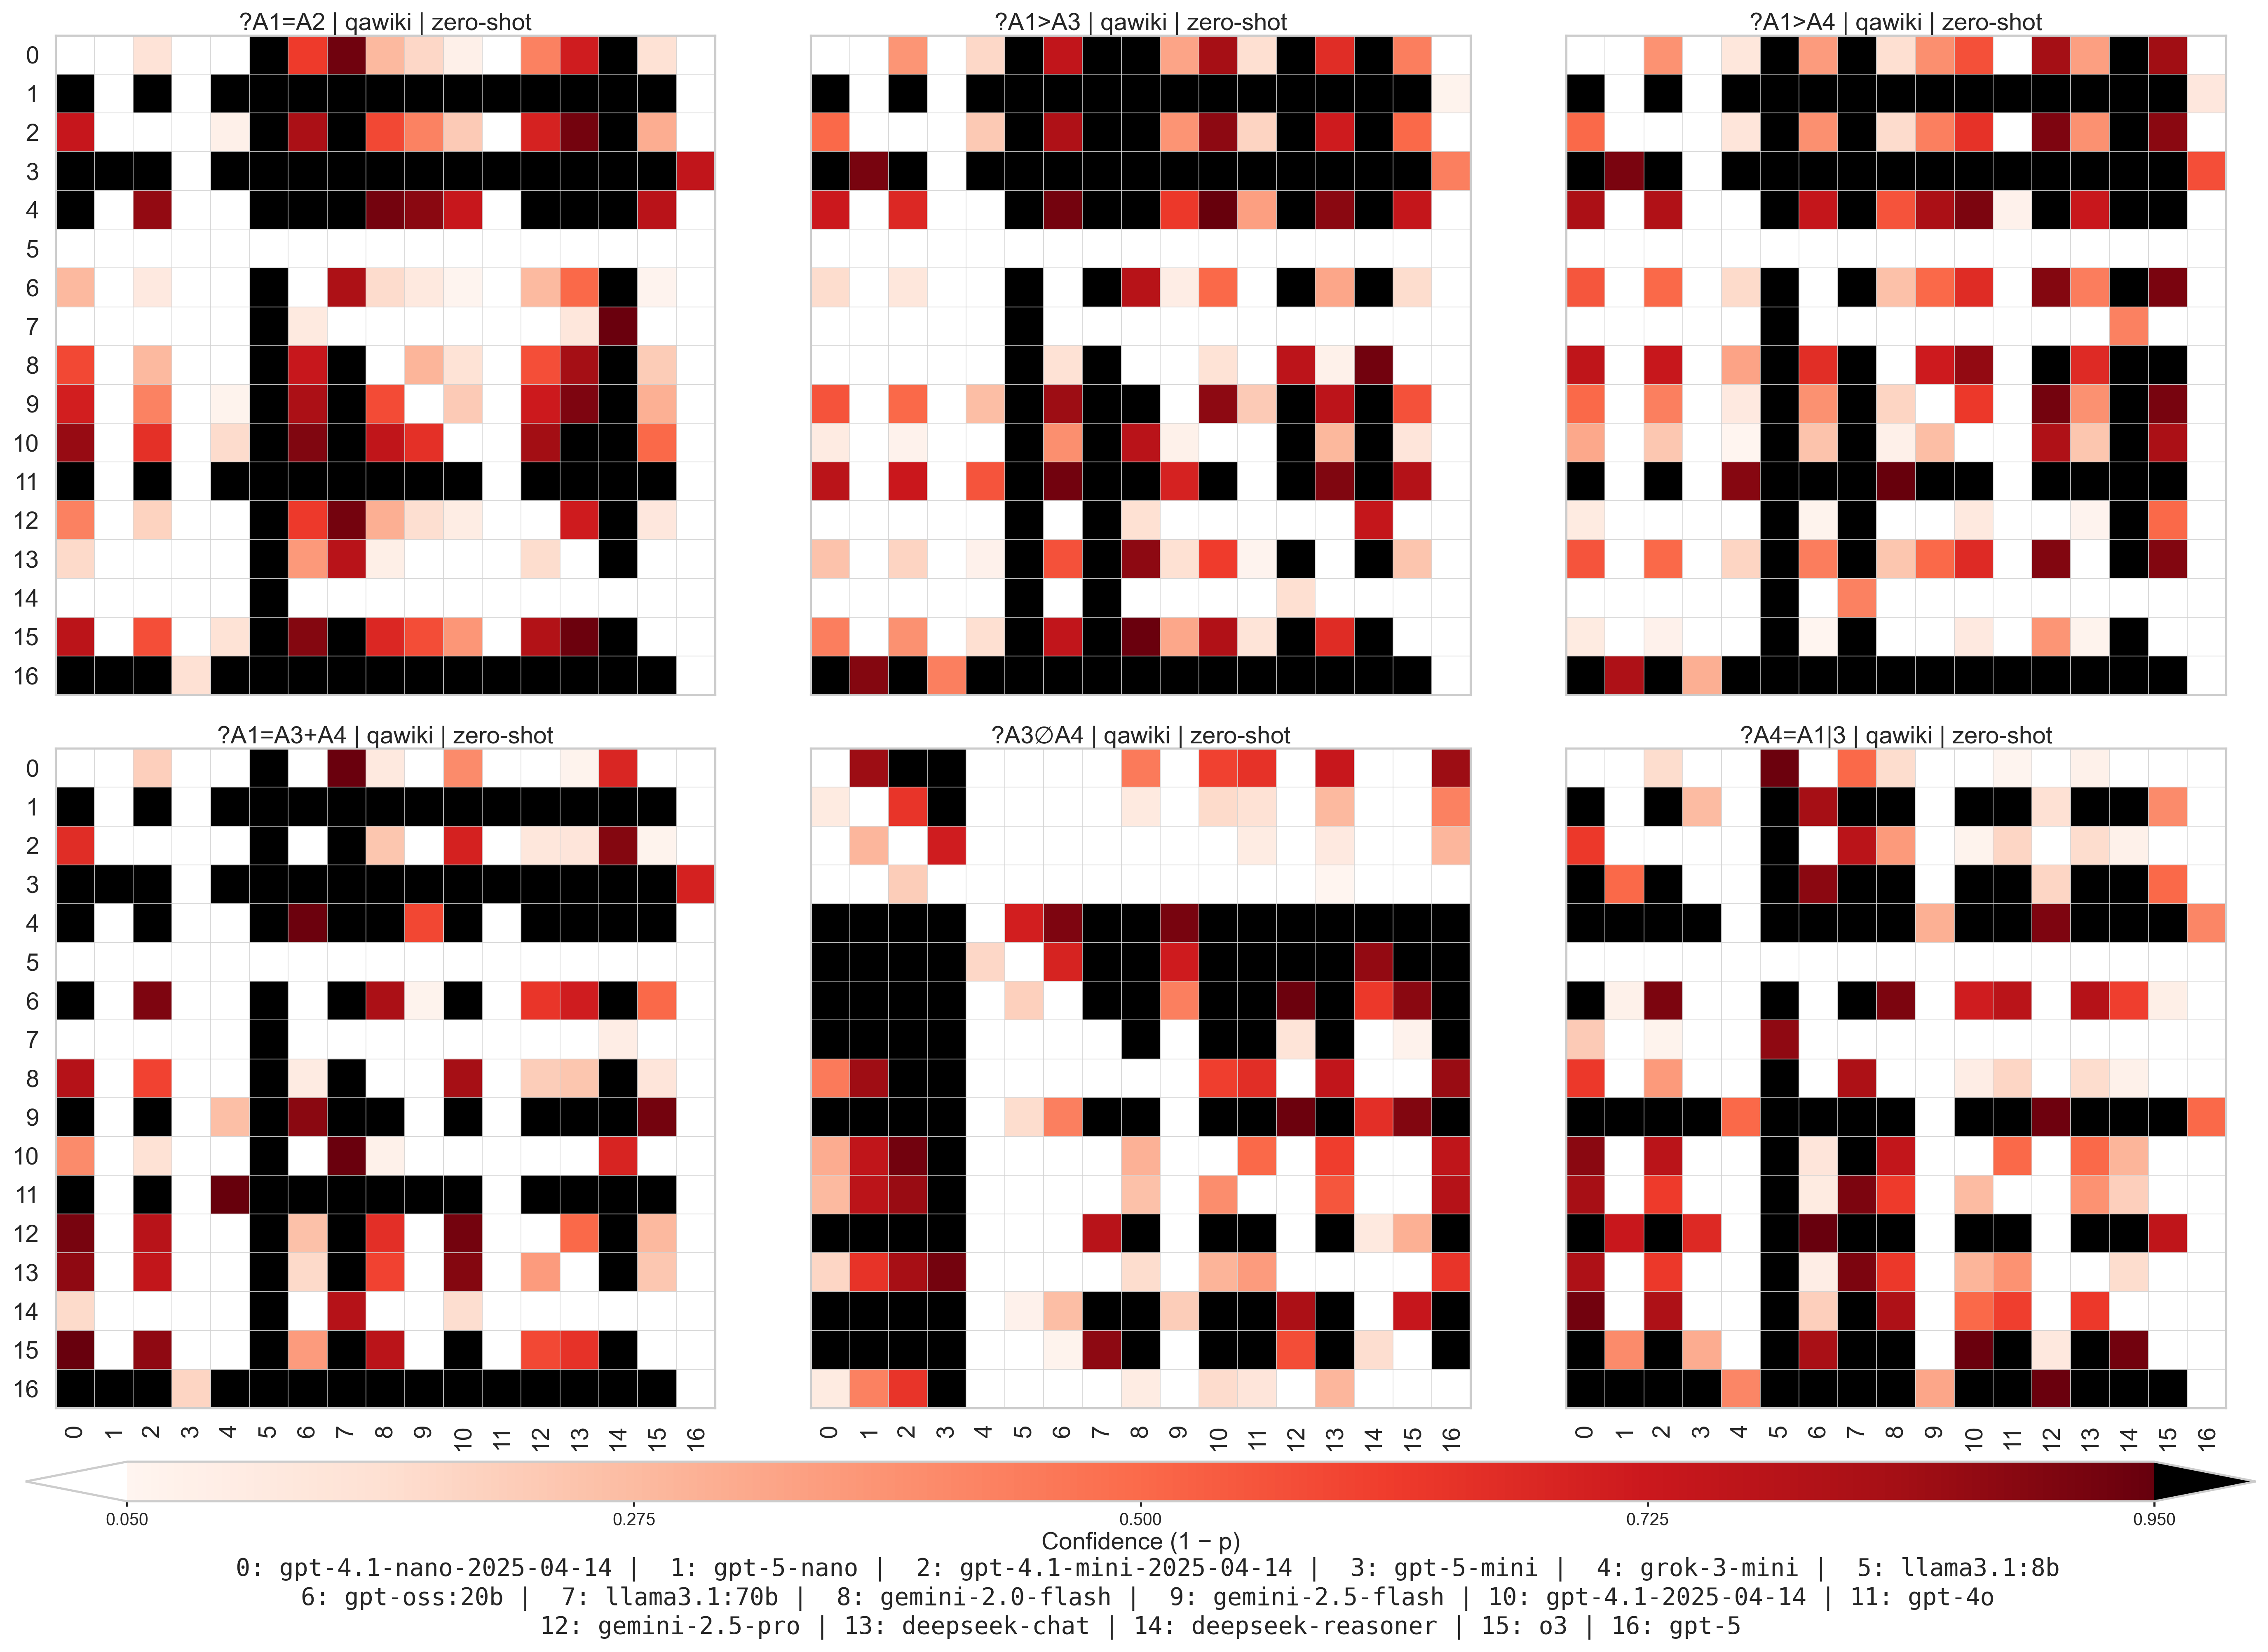 ?A1=A2 | qawiki | zero-shot
?A1>A3 | qawiki | zero-shot
?A1>A4 | qawiki | zero-shot
0
1
2
3
4
5
6
7
8
9
10
11
12
13
14
15
16
?A1=A3+A4 | qawiki | zero-shot
?A3∅A4 | qawiki | zero-shot
?A4=A1|3 | qawiki | zero-shot
0
1
2
3
4
5
6
7
8
9
10
11
12
13
14
15
16
0 1 2 3 4 5 6 7 8 9 10 11 12 13 14 15 16
0 1 2 3 4 5 6 7 8 9 10 11 12 13 14 15 16
0 1 2 3 4 5 6 7 8 9 10 11 12 13 14 15 16
0.050 0.275 0.500 0.725 0.950
Confidence (1 − p)
0: gpt-4.1-nano-2025-04-14 | 1: gpt-5-nano | 2: gpt-4.1-mini-2025-04-14 | 3: gpt-5-mini | 4: grok-3-mini | 5: llama3.1:8b
6: gpt-oss:20b | 7: llama3.1:70b | 8: gemini-2.0-flash | 9: gemini-2.5-flash | 10: gpt-4.1-2025-04-14 | 11: gpt-4o
12: gemini-2.5-pro | 13: deepseek-chat | 14: deepseek-reasoner | 15: o3 | 16: gpt-5